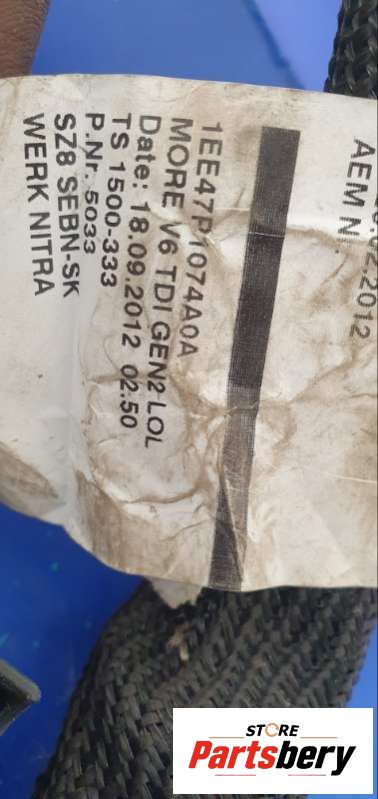 .02.2012
AEM N
1EE47P1074A0A
MORE V6 TDI GEN2 LOL
Date: 18.09.2012 02:50
TS 1500-333
P.Nr. 5033
SZ8 SEBN-SK
WERK NITRA
STORE
Partsbery